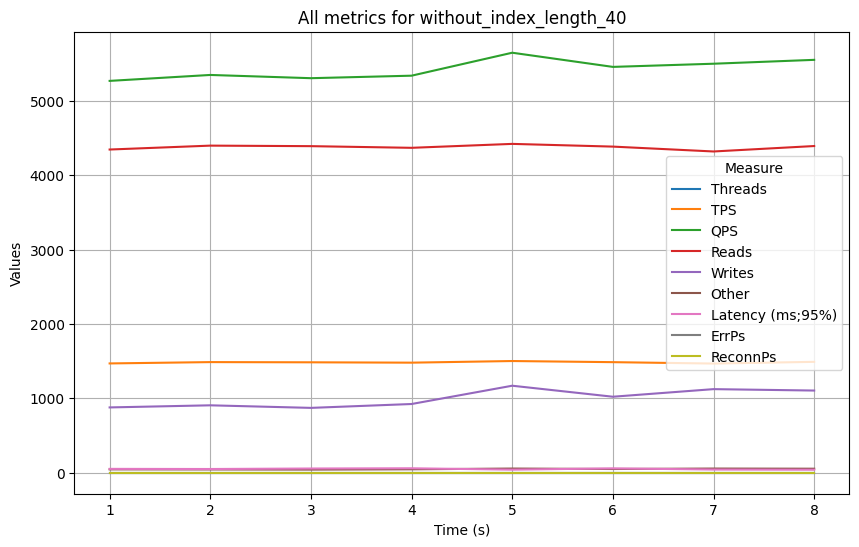 All metrics for without_index_length_40
Values
5000
4000
3000
2000
1000
0
Measure
Threads
TPS
QPS
Reads
Writes
Other
Latency (ms;95%)
ErrPs
ReconnPs
1 2 3 4 5 6 7 8
Time (s)